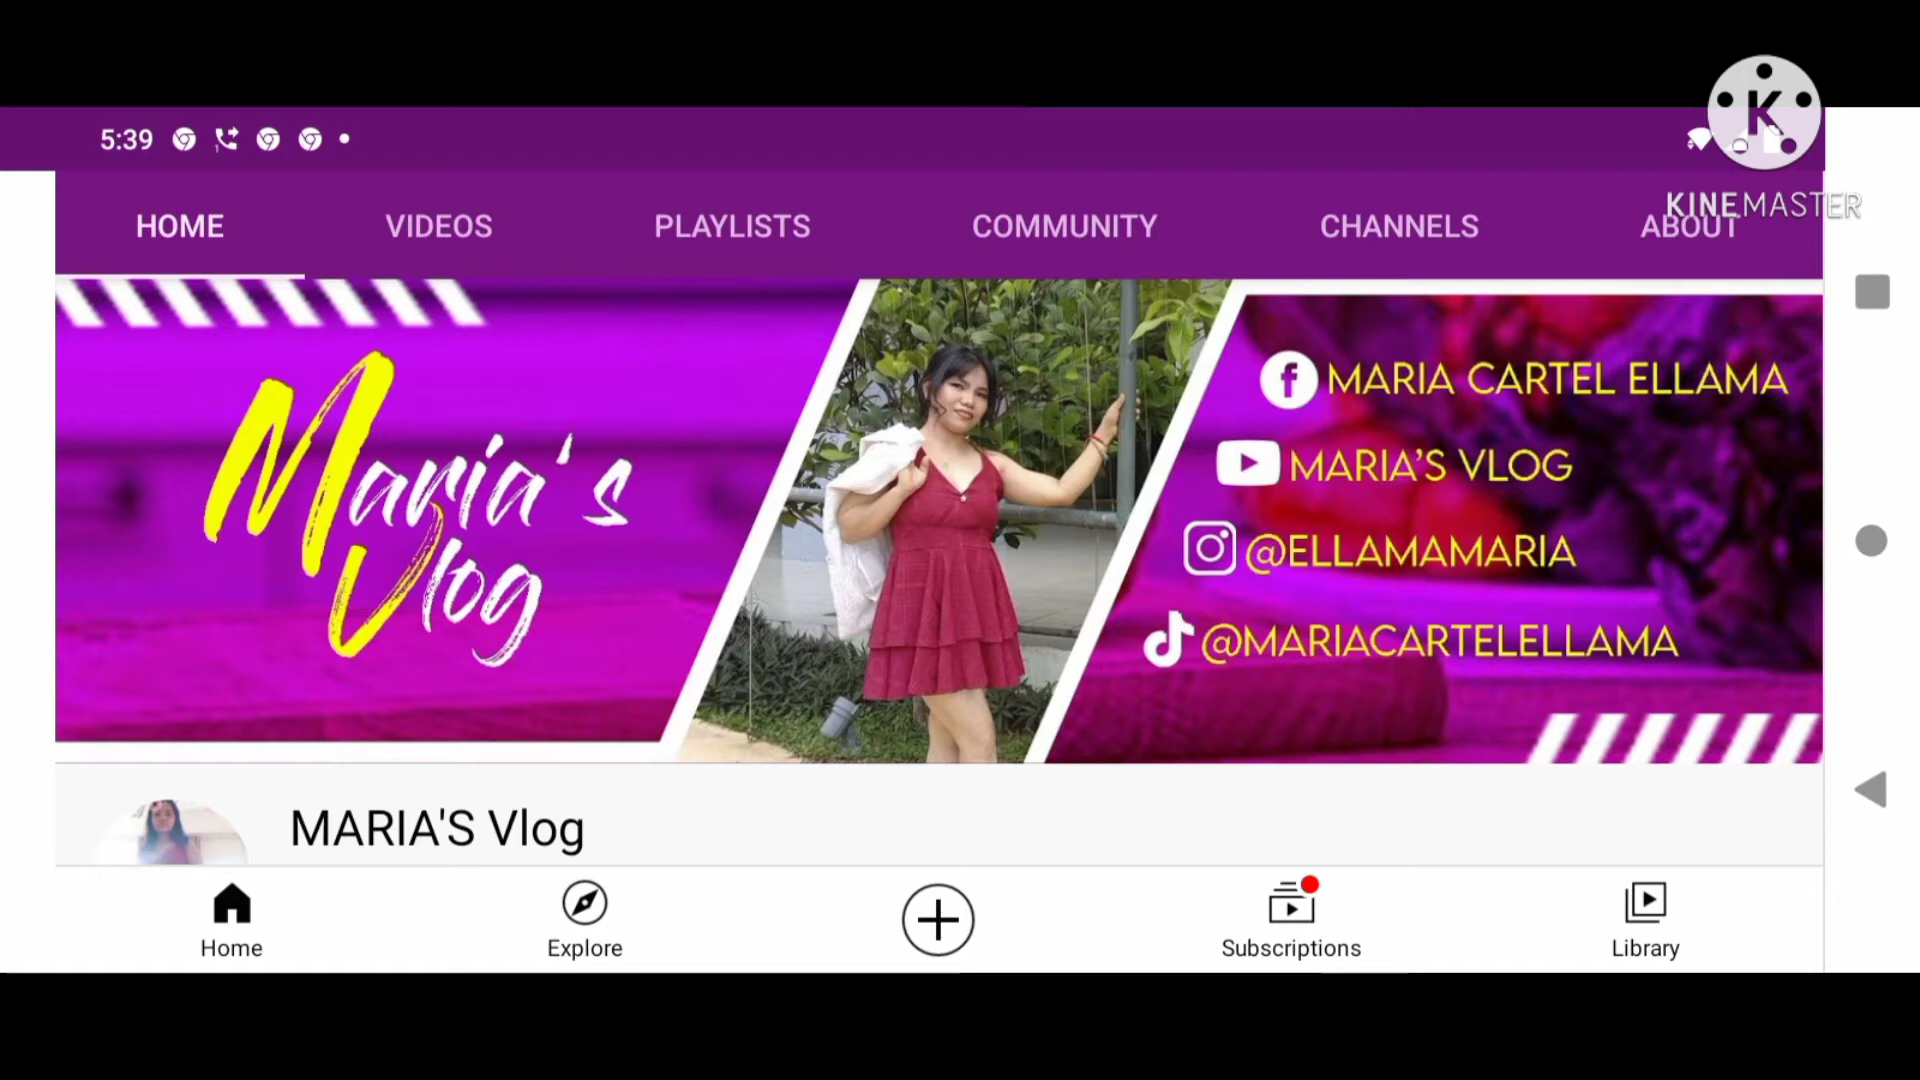 5:39
KINEMASTER
HOME VIDEOS PLAYLISTS COMMUNITY CHANNELS ABOUT
Maria's
Vlog
MARIA CARTEL ELLAMA
MARIA'S VLOG
@ELLAMAMARIA
@MARIACARTELELLAMA
MARIA'S Vlog
Home Explore Subscriptions Library